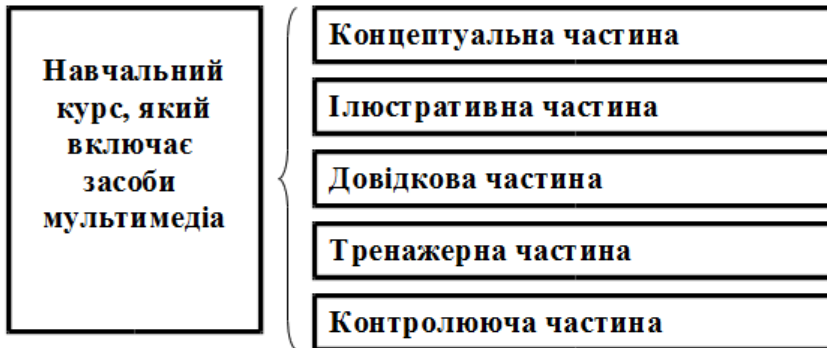 Навчальний
курс, який
включає
засоби
мультимедіа
Концептуальна частина
Ілюстративна частина
Довідкова частина
Тренажерна частина
Контролююча частина